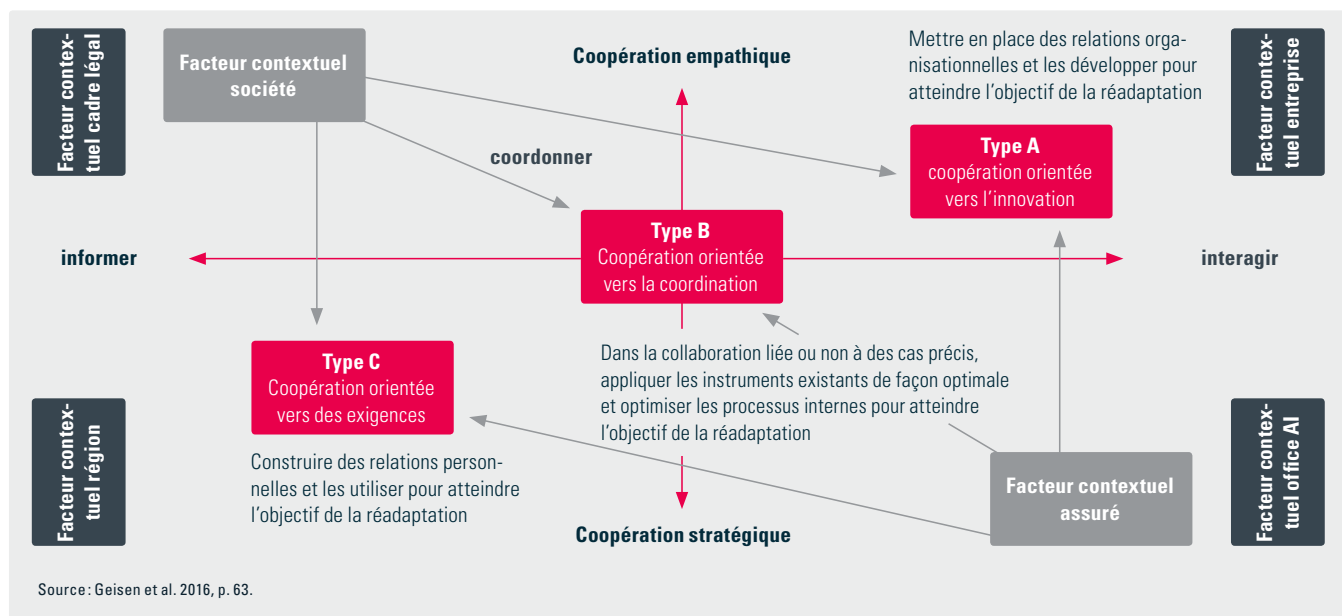 Facteur contex-
tuel cadre légal
Facteur contextuel
société
Coopération empathique
Mettre en place des relations orga-
nisationnelles et les développer pour
atteindre l’objectif de la réadaptation
Facteur contex-
tuel entreprise
coordonner
Type A
coopération orientée
vers l’innovation
informer
Type B
Coopération orientée
vers la coordination
interagir
Type C
Coopération orientée
vers des exigences
Dans la collaboration liée ou non à des cas précis,
appliquer les instruments existants de façon optimale
et optimiser les processus internes pour atteindre
l’objectif de la réadaptation
Facteur contex-
tuel région
Construire des relations person-
nelles et les utiliser pour atteindre
l’objectif de la réadaptation
Coopération stratégique
Facteur contextuel
assuré
Facteur contex-
tuel office AI
Source : Geisen et al. 2016, p. 63.